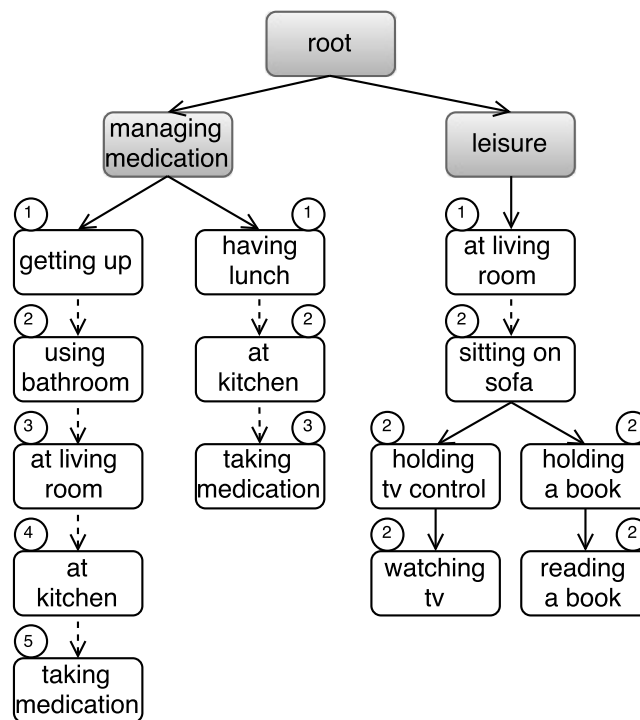 root
managing
medication
leisure
1
getting up
1
having
lunch
1
at living
room
2
using
bathroom
2
at
kitchen
2
sitting on
sofa
3
at living
room
3
taking
medication
2
holding
tv control
2
holding
a book
4
at
kitchen
2
watching
tv
2
reading
a book
5
taking
medication